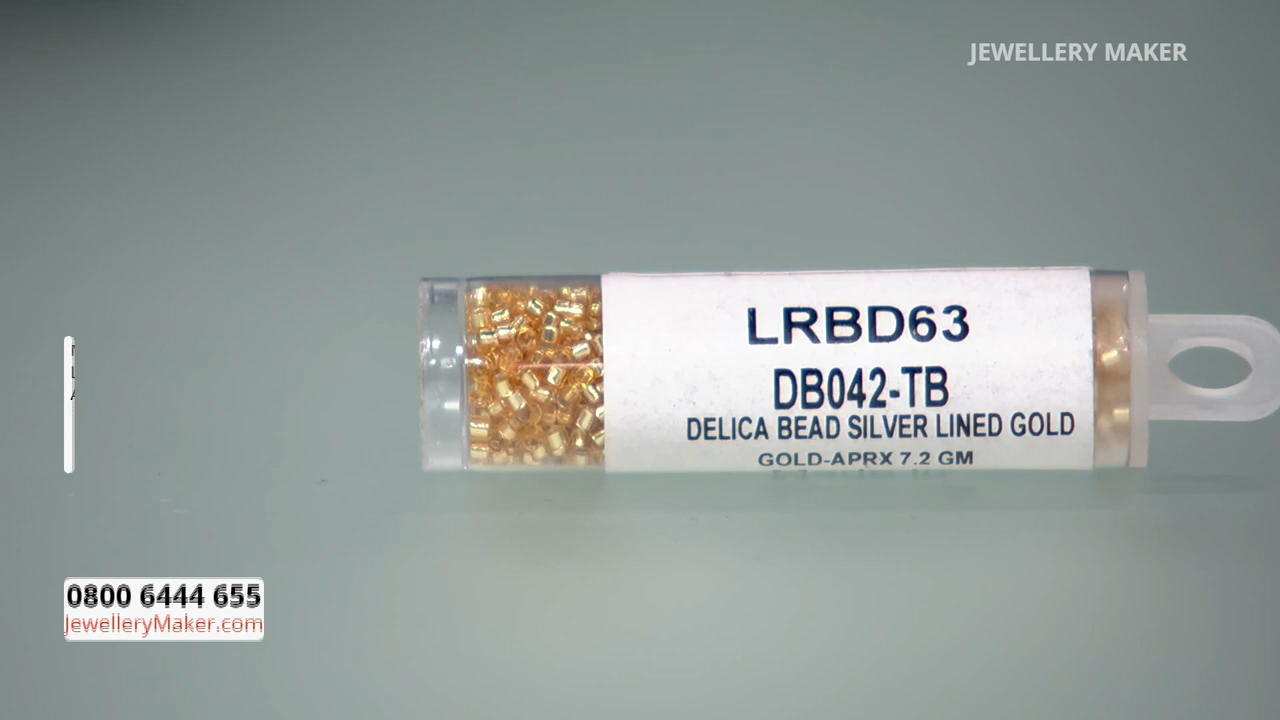 JEWELLERY MAKER
LRBD63
DB042-TB
DELICA BEAD SILVER LINED GOLD
GOLD-APRX 7.2 GM
0800 6444 655
JewelleryMaker.com